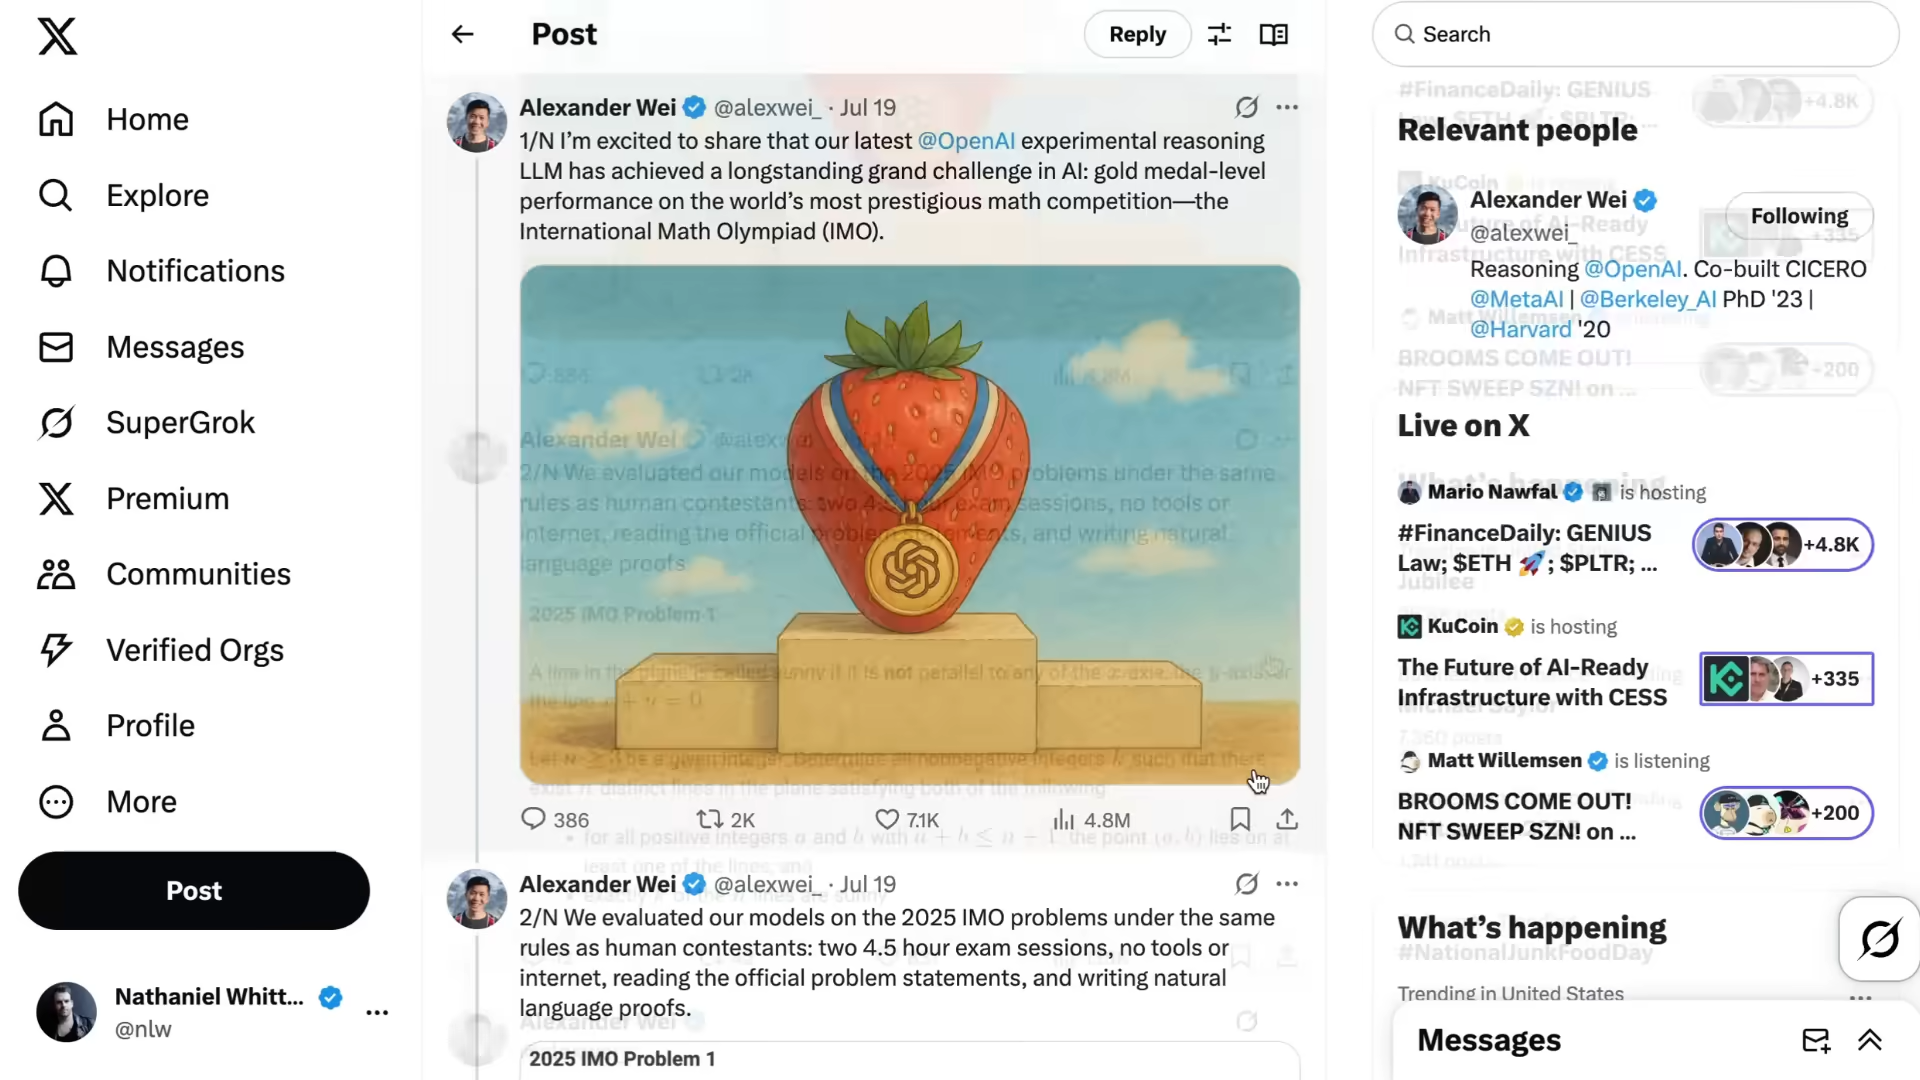 Home
Explore
Notifications
Messages
SuperGrok
Premium
Communities
Verified Orgs
Profile
More
Post
Nathaniel Whitt...
@nlw
Post
Reply
Alexander Wei @alexwei_ · Jul 19
1/N I’m excited to share that our latest @OpenAI experimental reasoning
LLM has achieved a longstanding grand challenge in AI: gold medal-level
performance on the world’s most prestigious math competition—the
International Math Olympiad (IMO).
386 2K 7.1K 4.8M
Alexander Wei @alexwei_ · Jul 19
2/N We evaluated our models on the 2025 IMO problems under the same
rules as human contestants: two 4.5 hour exam sessions, no tools or
internet, reading the official problem statements, and writing natural
language proofs.
2025 IMO Problem 1
Search
Relevant people
Alexander Wei
@alexwei_
Following
Reasoning @OpenAI. Co-built CICERO
@MetaAI | @Berkeley_AI PhD '23 |
@Harvard '20
Live on X
Mario Nawfal is hosting
#FinanceDaily: GENIUS
Law; $ETH 🚀; $PLTR; ...
+4.8K
KuCoin is hosting
The Future of AI-Ready
Infrastructure with CESS
+335
Matt Willemsen is listening
BROOMS COME OUT!
NFT SWEEP SZN! on ...
+200
What’s happening
#NationalJunkFoodDay
Trending in United States
Messages